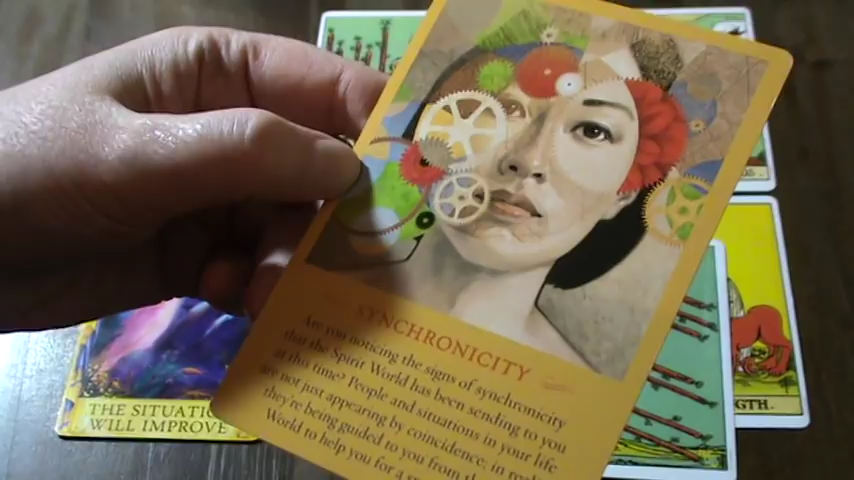 SYNCHRONICITY
Are you noticing the signs of synchronicity
that the Spirit World has been sending to you
at this time? People and situations in your life
are not just appearing by coincidence; in
they're being guided to you from the
World to help you for a
THE SITUATIO
WILL IMPROVE
GTH.